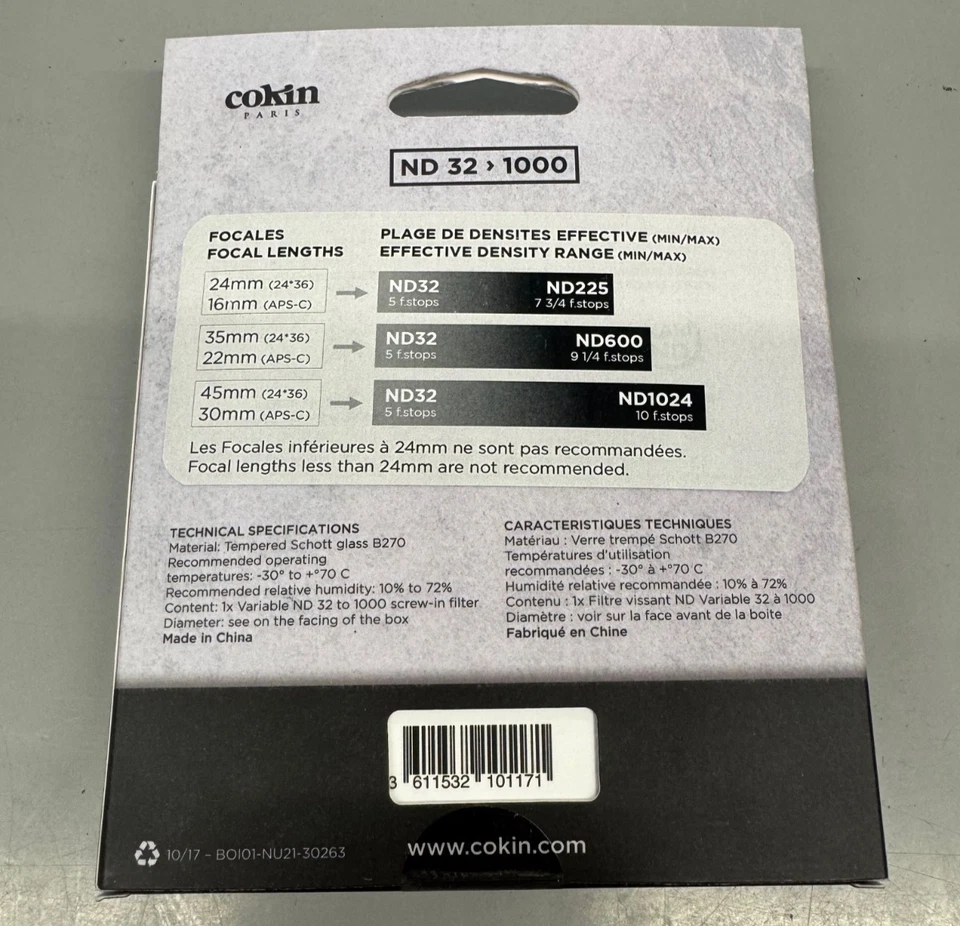 cokin
PARIS
ND 32 > 1000
FOCALES
FOCAL LENGTHS
PLAGE DE DENSITES EFFECTIVE (MIN/MAX)
EFFECTIVE DENSITY RANGE (MIN/MAX)
24mm (24*36)
16mm (APS-C)
ND32
5 f.stops
ND225
7 3/4 f.stops
35mm (24*36)
22mm (APS-C)
ND32
5 f.stops
ND600
9 1/4 f.stops
45mm (24*36)
30mm (APS-C)
ND32
5 f.stops
ND1024
10 f.stops
Les Focales inférieures à 24mm ne sont pas recommandées.
Focal lengths less than 24mm are not recommended.
TECHNICAL SPECIFICATIONS
Material: Tempered Schott glass B270
Recommended operating
temperatures: -30° to +°70 C
Recommended relative humidity: 10% to 72%
Content: 1x Variable ND 32 to 1000 screw-in filter
Diameter: see on the facing of the box
Made in China
CARACTERISTIQUES TECHNIQUES
Matériau : Verre trempé Schott B270
Températures d'utilisation
recommandées : -30° à +°70 C
Humidité relative recommandée : 10% à 72%
Contenu : 1x Filtre vissant ND Variable 32 à 1000
Diamètre : voir sur la face avant de la boite
Fabriqué en Chine
3 611532 101171
10/17 - BOI01-NU21-30263
www.cokin.com